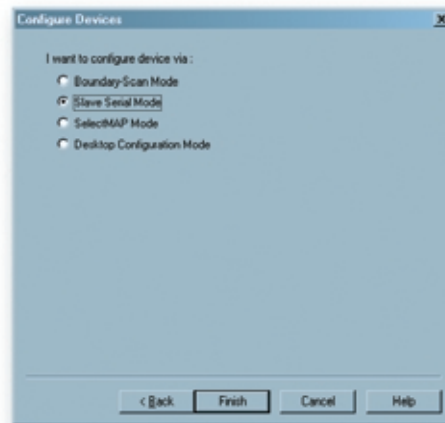 Configure Devices X
I want to configure device via :
Boundary-Scan Mode
Slave Serial Mode
SelectMAP Mode
Desktop Configuration Mode
< Back Finish Cancel Help